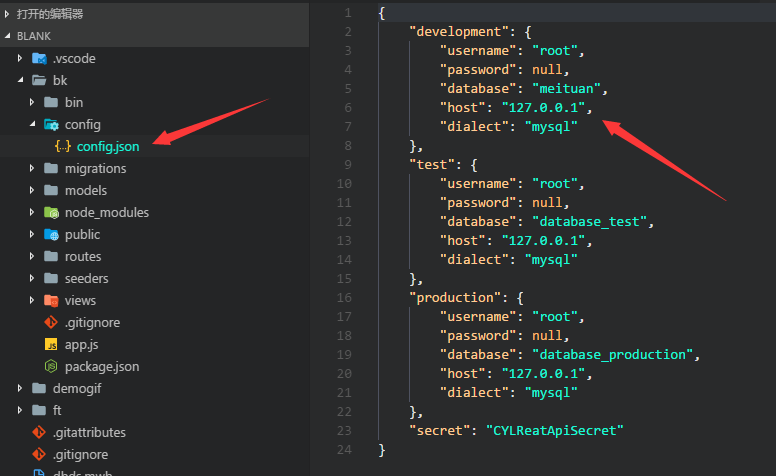 打开的编辑器
BLANK
.vscode
bk
bin
config
config.json
migrations
models
node_modules
public
routes
seeders
views
.gitignore
app.js
package.json
demogif
ft
.gitattributes
.gitignore
1 {
2 "development": {
3 "username": "root",
4 "password": null,
5 "database": "meituan",
6 "host": "127.0.0.1",
7 "dialect": "mysql"
8 },
9 "test": {
10 "username": "root",
11 "password": null,
12 "database": "database_test",
13 "host": "127.0.0.1",
14 "dialect": "mysql"
15 },
16 "production": {
17 "username": "root",
18 "password": null,
19 "database": "database_production",
20 "host": "127.0.0.1",
21 "dialect": "mysql"
22 },
23 "secret": "CYLReatApiSecret"
24 }